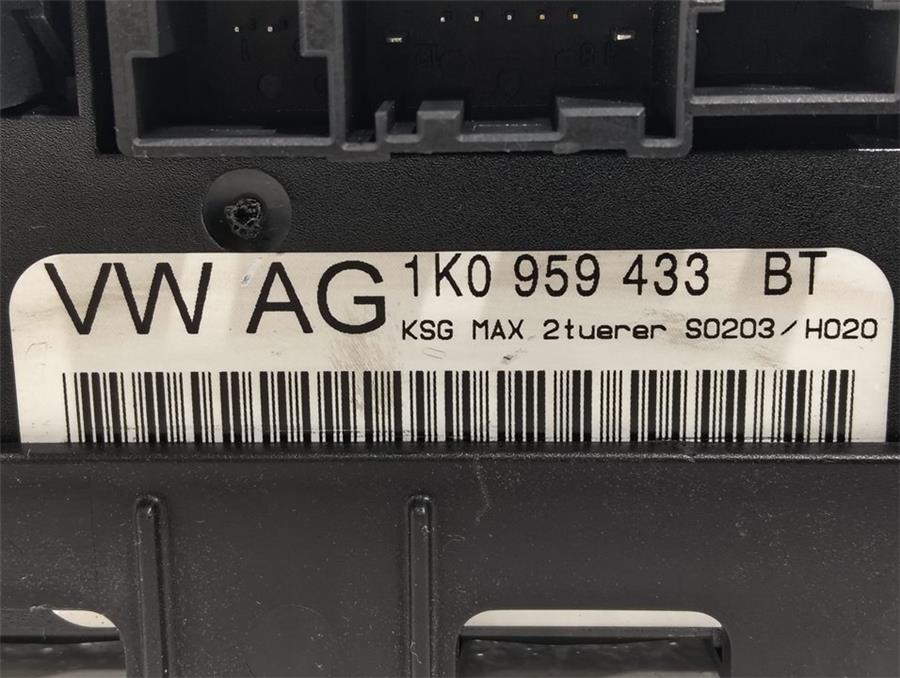 VW AG 1K0 959 433 BT
KSG MAX 2tuerer S0203/H020